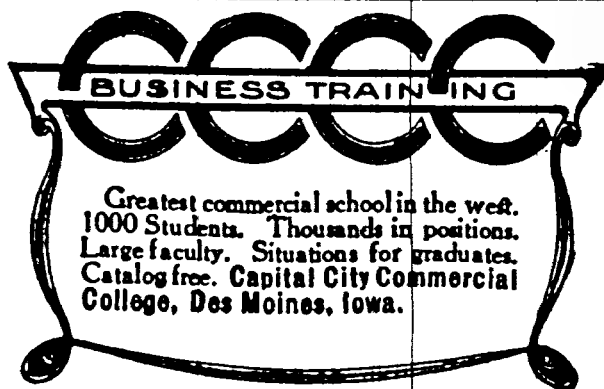 CCCC
BUSINESS TRAINING
Greatest commercial school in the west.
1000 Students. Thousands in positions.
Large faculty. Situations for graduates.
Catalog free. Capital City Commercial
College, Des Moines, Iowa.